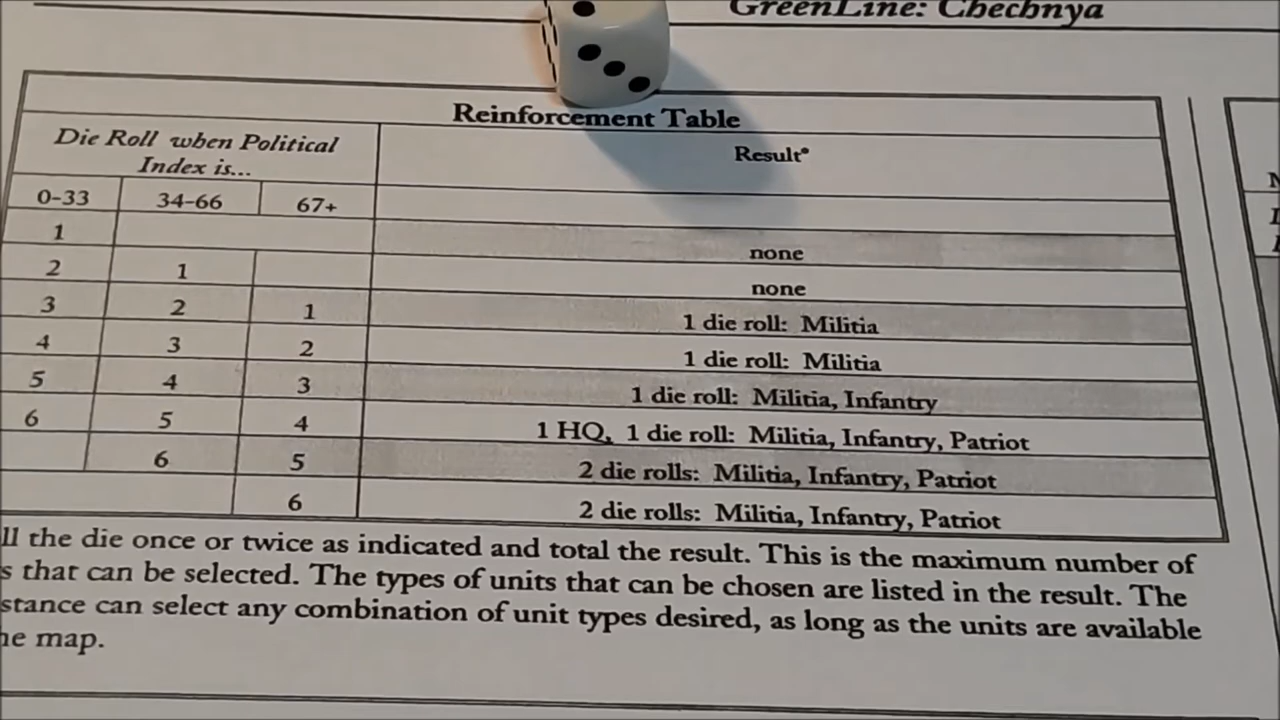 GreenLine: Chechnya
Reinforcement Table
Die Roll when Political
Index is...
Result*
0-33 34-66 67+
1 none
2 1 none
3 2 1 1 die roll: Militia
4 3 2 1 die roll: Militia
5 4 3 1 die roll: Militia, Infantry
6 5 4 1 HQ, 1 die roll: Militia, Infantry, Patriot
6 5 2 die rolls: Militia, Infantry, Patriot
6 2 die rolls: Militia, Infantry, Patriot
ll the die once or twice as indicated and total the result. This is the maximum number of
s that can be selected. The types of units that can be chosen are listed in the result. The
stance can select any combination of unit types desired, as long as the units are available
he map.